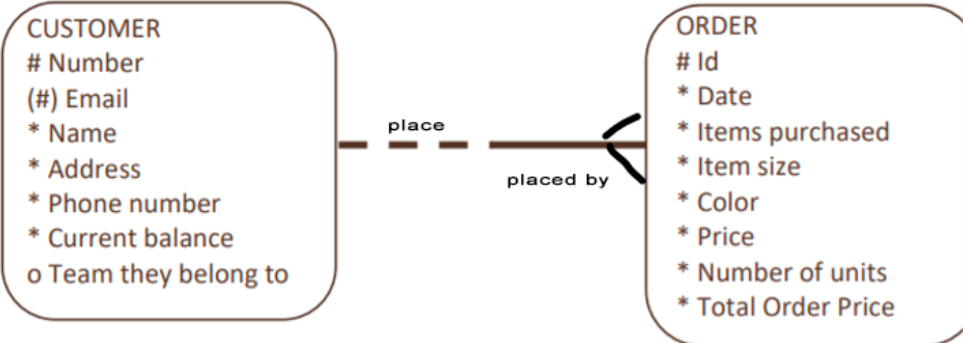 CUSTOMER
# Number
(#) Email
* Name
* Address
* Phone number
* Current balance
o Team they belong to
place
placed by
ORDER
# Id
* Date
* Items purchased
* Item size
* Color
* Price
* Number of units
* Total Order Price